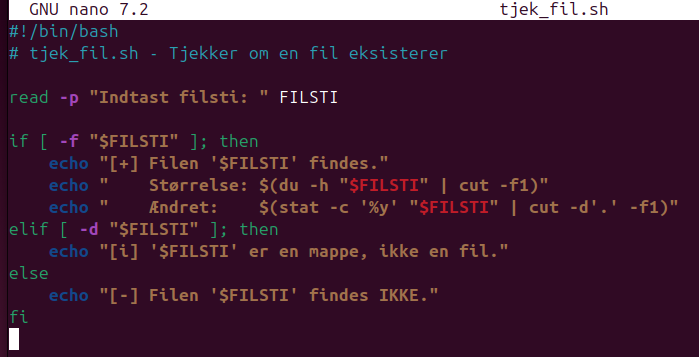 GNU nano 7.2 tjek_fil.sh
#!/bin/bash
# tjek_fil.sh - Tjekker om en fil eksisterer
read -p "Indtast filsti: " FILSTI
if [ -f "$FILSTI" ]; then
    echo "[+] Filen '$FILSTI' findes."
    echo "    Størrelse: $(du -h "$FILSTI" | cut -f1)"
    echo "    Ændret:    $(stat -c '%y' "$FILSTI" | cut -d'.' -f1)"
elif [ -d "$FILSTI" ]; then
    echo "[i] '$FILSTI' er en mappe, ikke en fil."
else
    echo "[-] Filen '$FILSTI' findes IKKE."
fi